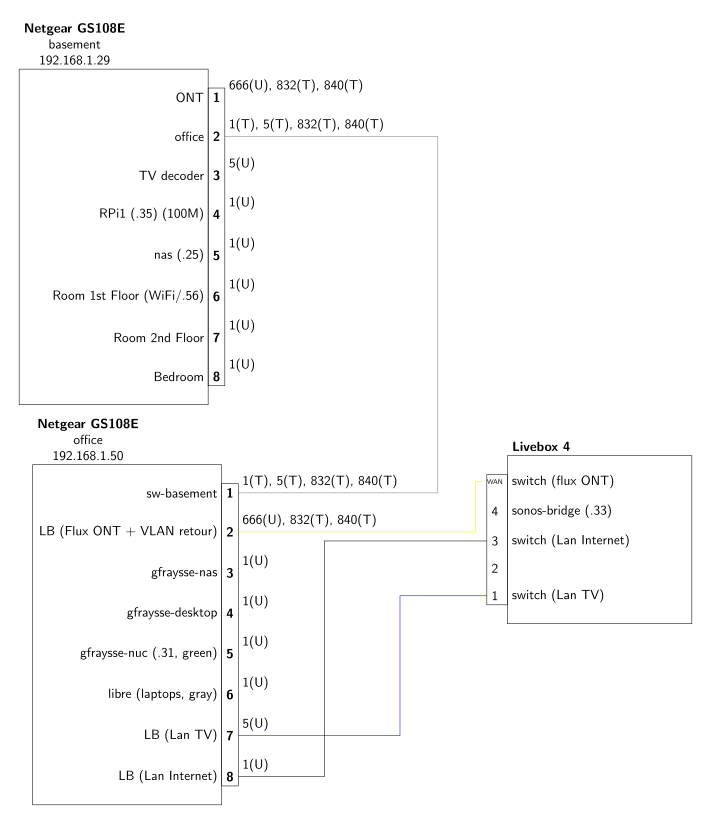 Netgear GS108E
basement
192.168.1.29
666(U), 832(T), 840(T)
ONT 1
1(T), 5(T), 832(T), 840(T)
office 2
5(U)
TV decoder 3
1(U)
RPi1 (.35) (100M) 4
1(U)
nas (.25) 5
1(U)
Room 1st Floor (WiFi/.56) 6
1(U)
Room 2nd Floor 7
1(U)
Bedroom 8
Netgear GS108E
office
192.168.1.50
1(T), 5(T), 832(T), 840(T)
sw-basement 1
666(U), 832(T), 840(T)
LB (Flux ONT + VLAN retour) 2
1(U)
gfraysse-nas 3
1(U)
gfraysse-desktop 4
1(U)
gfraysse-nuc (.31, green) 5
1(U)
libre (laptops, gray) 6
5(U)
LB (Lan TV) 7
1(U)
LB (Lan Internet) 8
Livebox 4
WAN switch (flux ONT)
4 sonos-bridge (.33)
3 switch (Lan Internet)
2
1 switch (Lan TV)